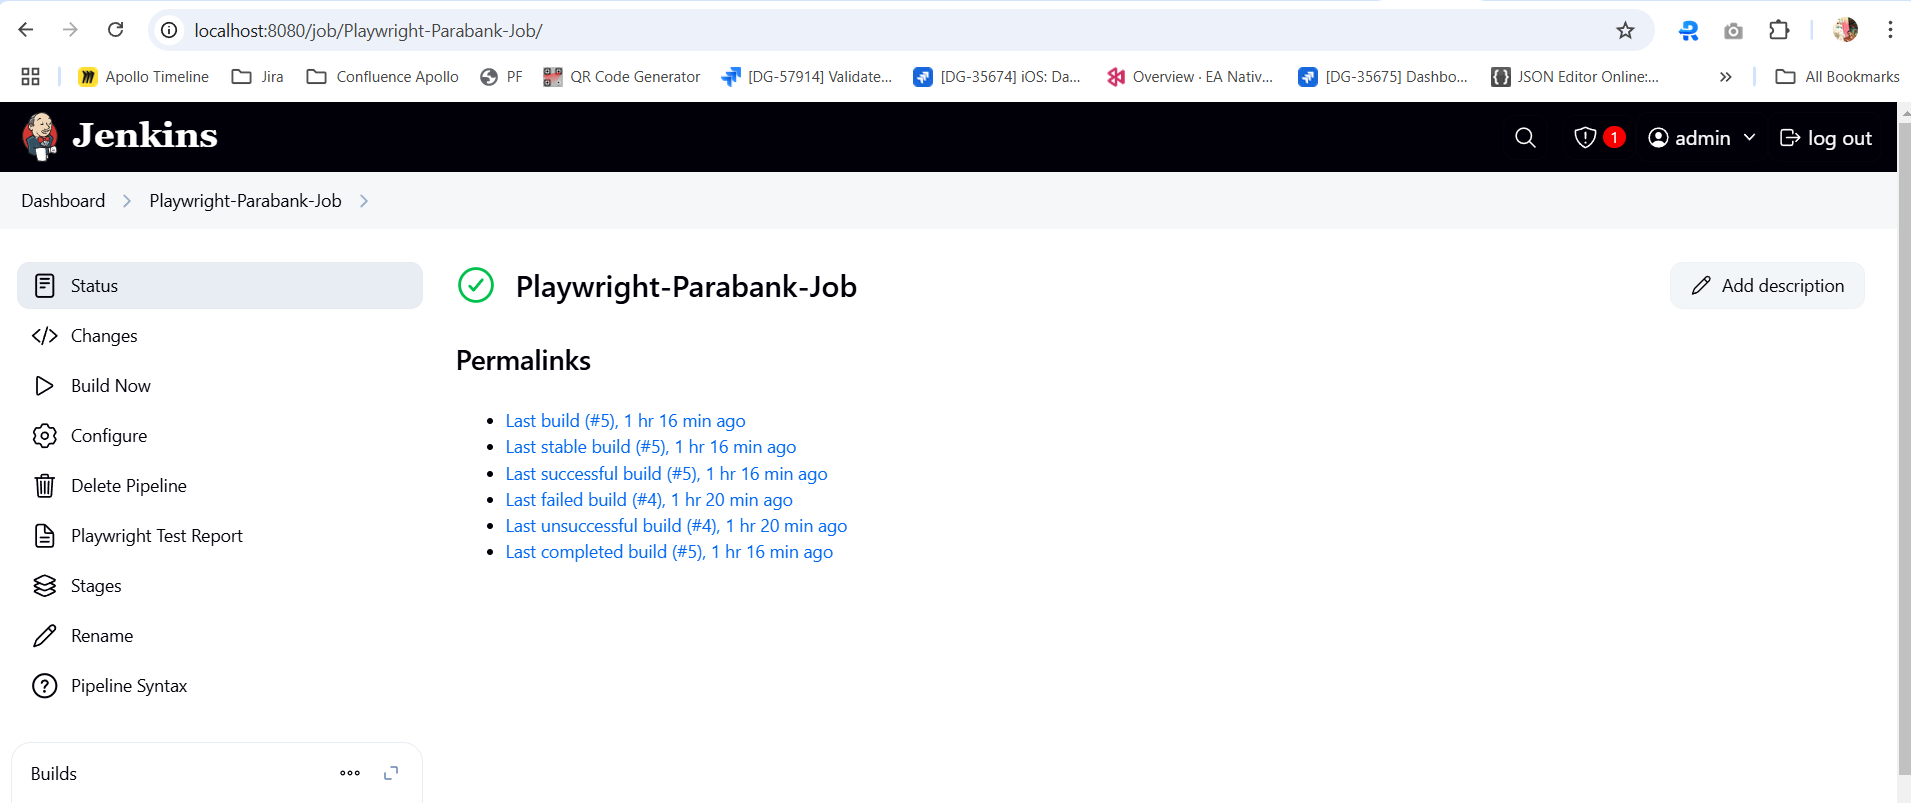 localhost:8080/job/Playwright-Parabank-Job/
Apollo Timeline Jira Confluence Apollo PF QR Code Generator [DG-57914] Validate... [DG-35674] iOS: Da... Overview · EA Nativ... [DG-35675] Dashbo... JSON Editor Online:... » All Bookmarks
Jenkins 1 admin log out
Dashboard Playwright-Parabank-Job
Status
Changes
Build Now
Configure
Delete Pipeline
Playwright Test Report
Stages
Rename
Pipeline Syntax
Builds
Playwright-Parabank-Job
Add description
Permalinks
• Last build (#5), 1 hr 16 min ago
• Last stable build (#5), 1 hr 16 min ago
• Last successful build (#5), 1 hr 16 min ago
• Last failed build (#4), 1 hr 20 min ago
• Last unsuccessful build (#4), 1 hr 20 min ago
• Last completed build (#5), 1 hr 16 min ago